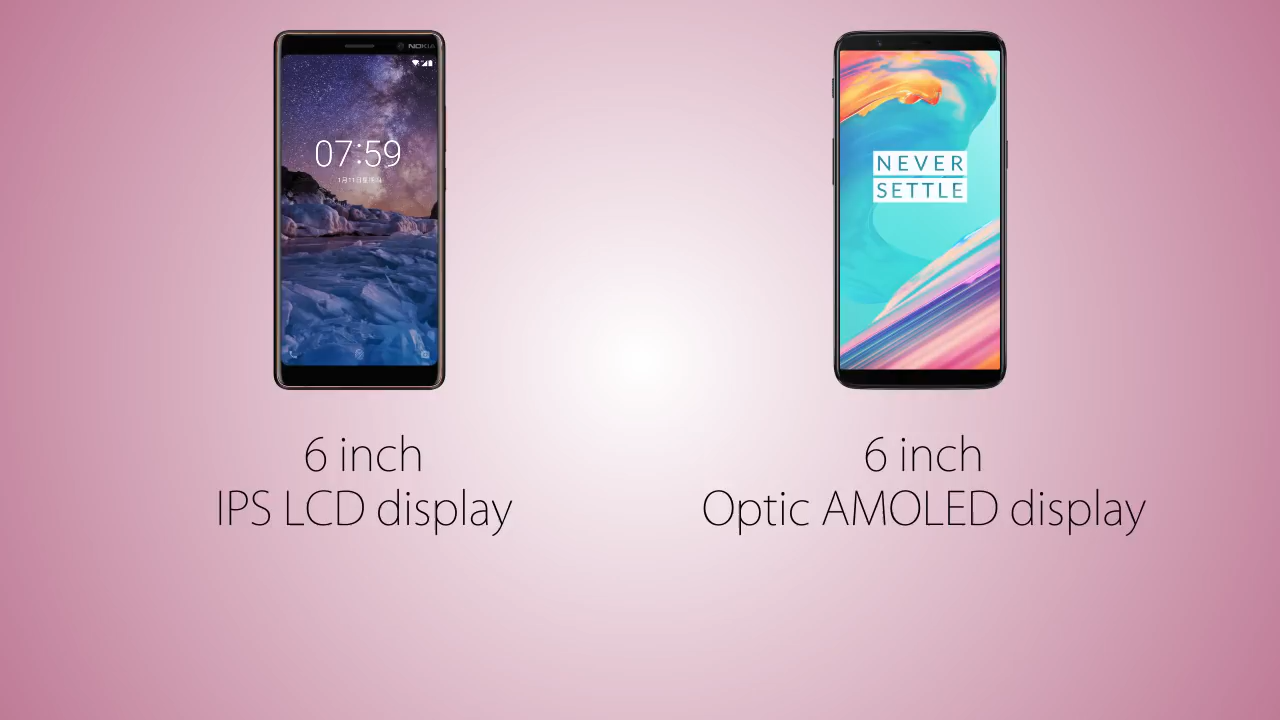 NOKIA
07:59
NEVER
SETTLE
6 inch
IPS LCD display
6 inch
Optic AMOLED display